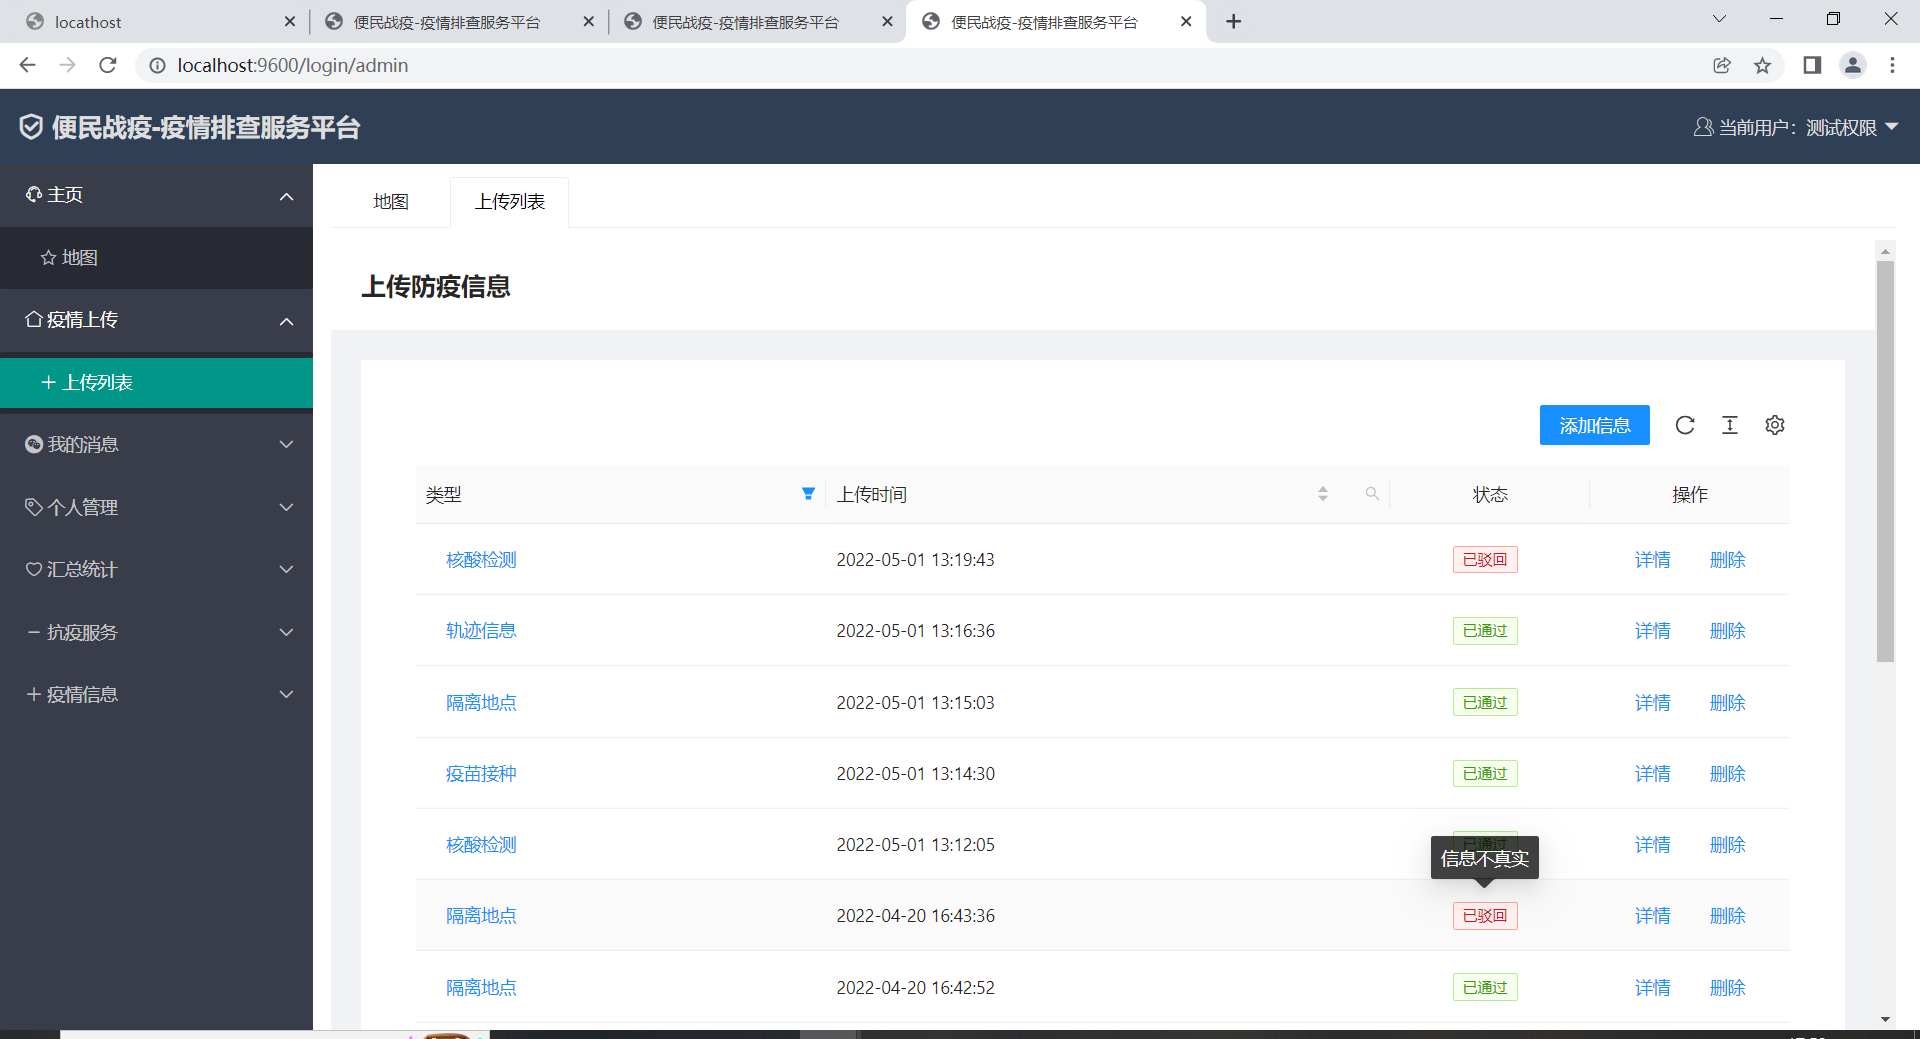 locathost
便民战疫-疫情排查服务平台
便民战疫-疫情排查服务平台
便民战疫-疫情排查服务平台
localhost:9600/login/admin
便民战疫-疫情排查服务平台
当前用户：测试权限
主页
地图
疫情上传
上传列表
我的消息
个人管理
汇总统计
抗疫服务
疫情信息
地图
上传列表
上传防疫信息
添加信息
类型 上传时间 状态 操作
核酸检测 2022-05-01 13:19:43 已驳回 详情 删除
轨迹信息 2022-05-01 13:16:36 已通过 详情 删除
隔离地点 2022-05-01 13:15:03 已通过 详情 删除
疫苗接种 2022-05-01 13:14:30 已通过 详情 删除
核酸检测 2022-05-01 13:12:05 已通过 详情 删除
信息不真实
隔离地点 2022-04-20 16:43:36 已驳回 详情 删除
隔离地点 2022-04-20 16:42:52 已通过 详情 删除